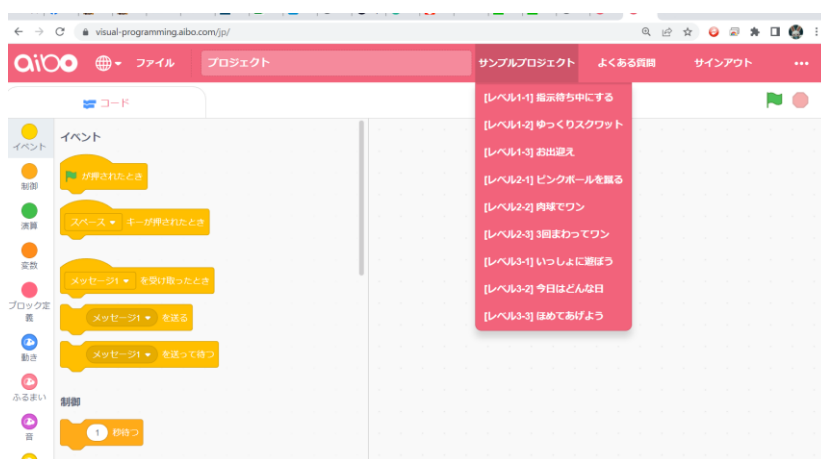 visual-programming.aibo.com/jp/
aibo
ファイル
プロジェクト
サンプルプロジェクト
よくある質問
サインアウト
コード
[レベル1-1] 指示待ち中にする
[レベル1-2] ゆっくりスクワット
[レベル1-3] お出迎え
[レベル2-1] ピンクボールを蹴る
[レベル2-2] 肉球でワン
[レベル2-3] 3回まわってワン
[レベル3-1] いっしょに遊ぼう
[レベル3-2] 今日はどんな日
[レベル3-3] ほめてあげよう
イベント
制御
演算
変数
ブロック定
義
動き
ふるまい
音
イベント
が押されたとき
スペース キーが押されたとき
メッセージ1 を受け取ったとき
メッセージ1 を送る
メッセージ1 を送って待つ
制御
1 秒待つ